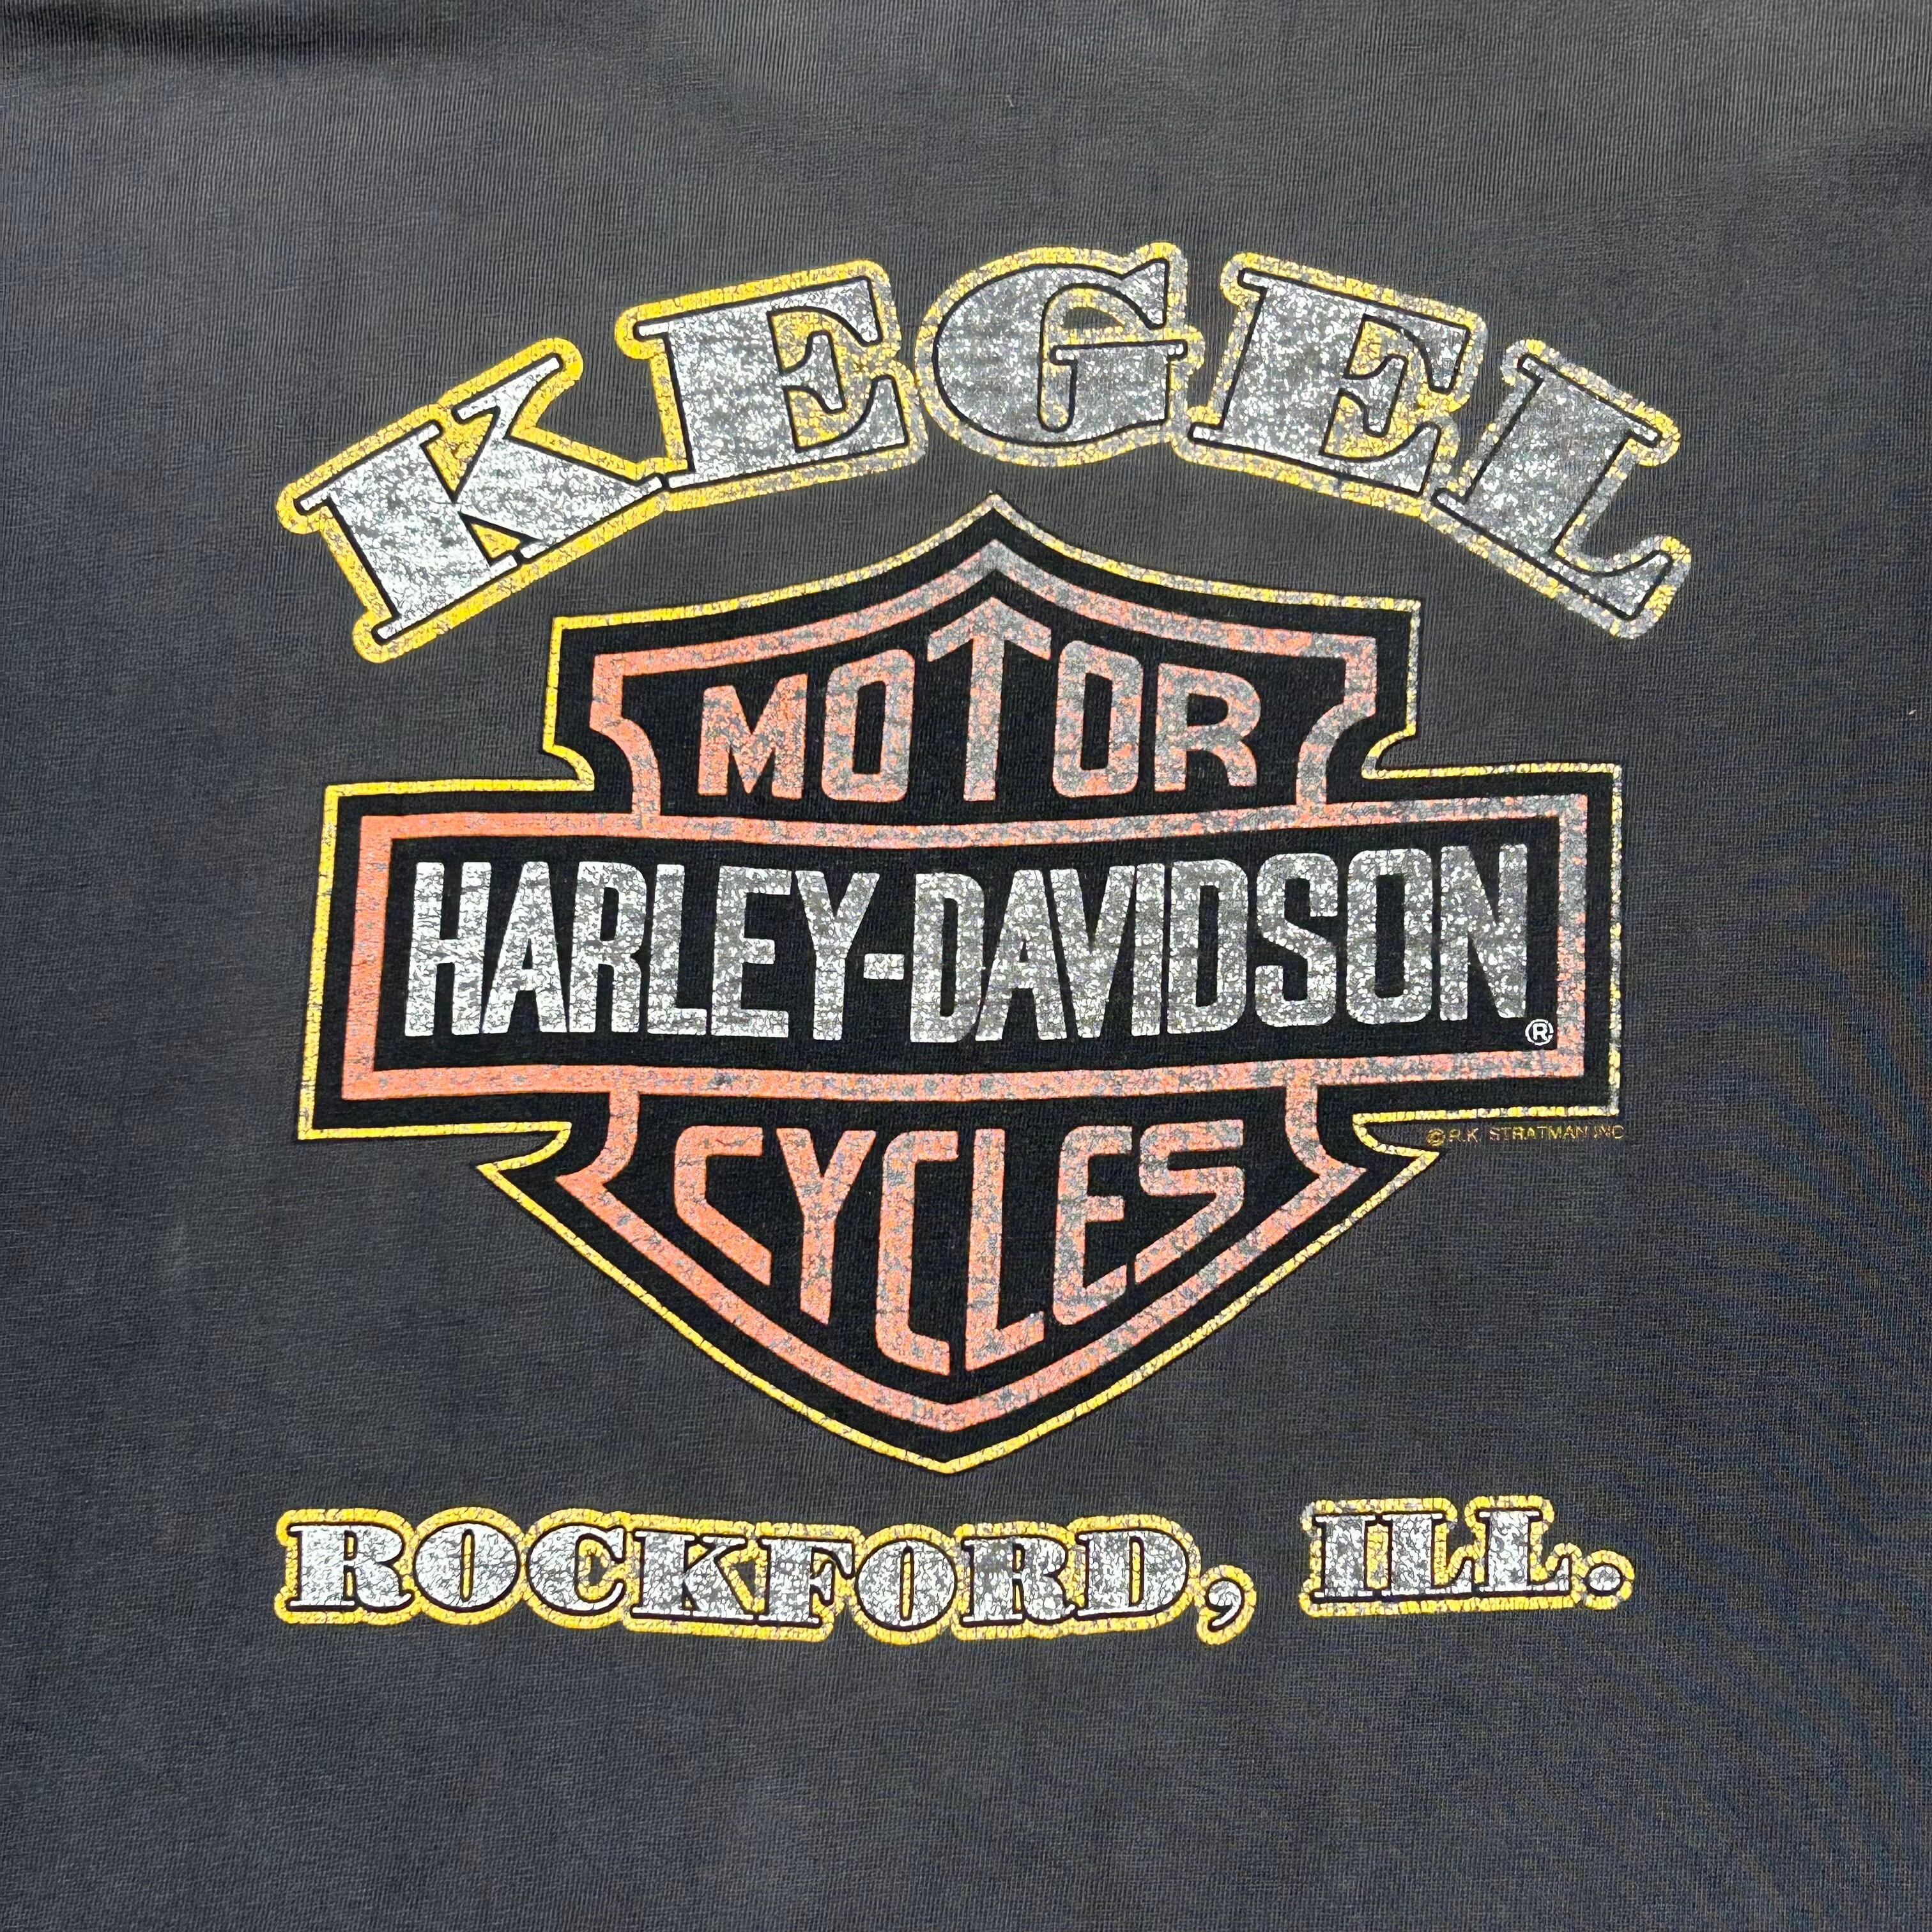 KEGEL
MOTOR
HARLEY-DAVIDSON®
CYCLES
© R.K. STRATMAN INC
ROCKFORD, ILL.